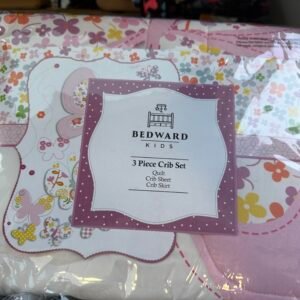 BEDWARD
KIDS
3 Piece Crib Set
Quilt
Crib Sheet
Crib Skirt